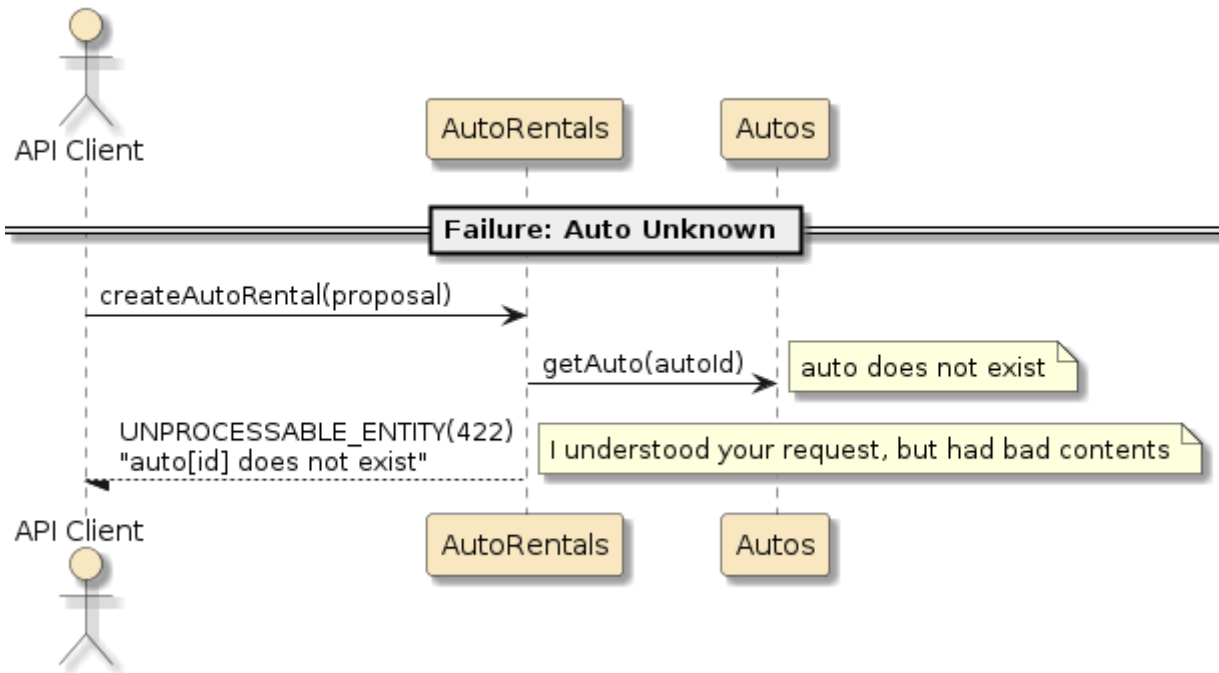 API Client
AutoRentals
Autos
Failure: Auto Unknown
createAutoRental(proposal)
getAuto(autoId)
auto does not exist
UNPROCESSABLE_ENTITY(422)
"auto[id] does not exist"
I understood your request, but had bad contents
API Client
AutoRentals
Autos